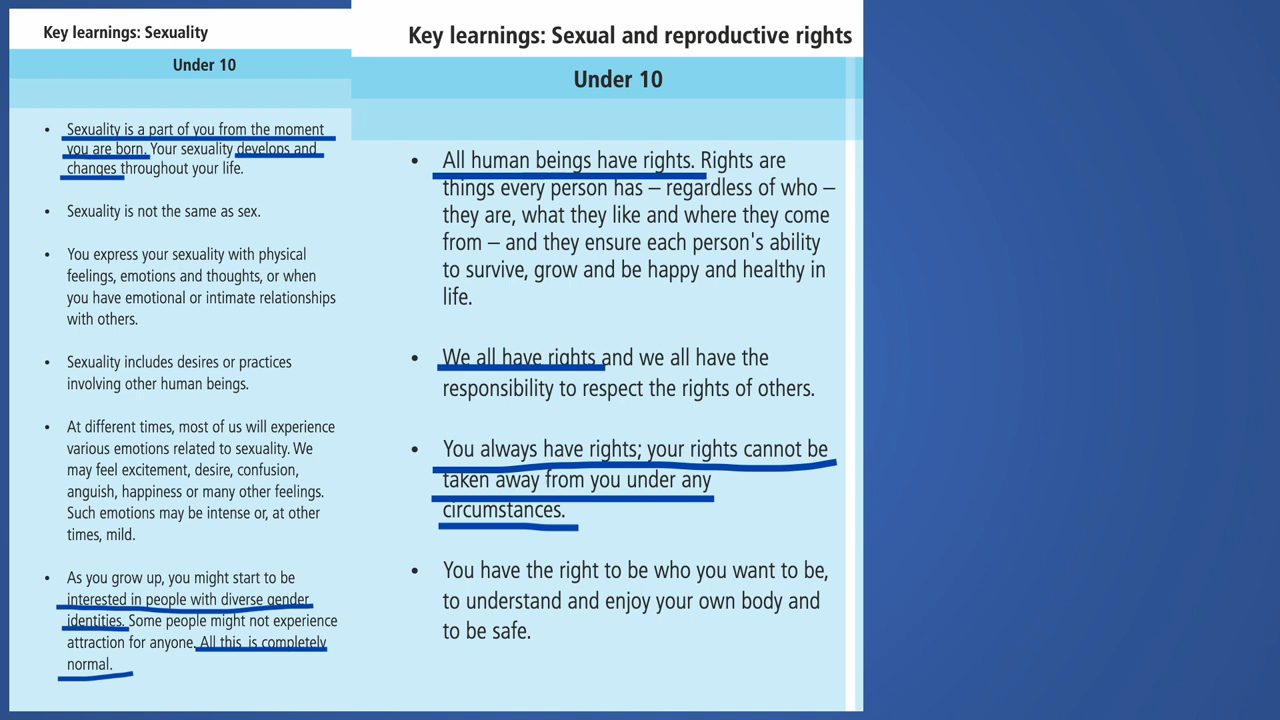 Key learnings: Sexuality
Under 10
• Sexuality is a part of you from the moment
you are born. Your sexuality develops and
changes throughout your life.
• Sexuality is not the same as sex.
• You express your sexuality with physical
feelings, emotions and thoughts, or when
you have emotional or intimate relationships
with others.
• Sexuality includes desires or practices
involving other human beings.
• At different times, most of us will experience
various emotions related to sexuality. We
may feel excitement, desire, confusion,
anguish, happiness or many other feelings.
Such emotions may be intense or, at other
times, mild.
• As you grow up, you might start to be
interested in people with diverse gender
identities. Some people might not experience
attraction for anyone. All this is completely
normal.
Key learnings: Sexual and reproductive rights
Under 10
• All human beings have rights. Rights are
things every person has – regardless of who –
they are, what they like and where they come
from – and they ensure each person's ability
to survive, grow and be happy and healthy in
life.
• We all have rights and we all have the
responsibility to respect the rights of others.
• You always have rights; your rights cannot be
taken away from you under any
circumstances.
• You have the right to be who you want to be,
to understand and enjoy your own body and
to be safe.